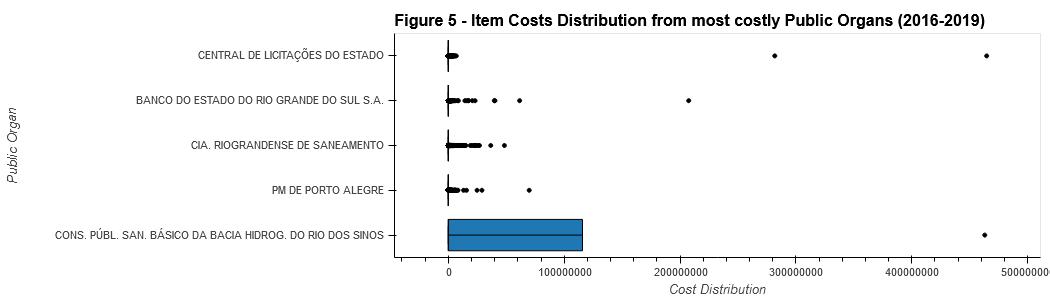 Figure 5 - Item Costs Distribution from most costly Public Organs (2016-2019)
Public Organ
CENTRAL DE LICITAÇÕES DO ESTADO
BANCO DO ESTADO DO RIO GRANDE DO SUL S.A.
CIA. RIOGRANDENSE DE SANEAMENTO
PM DE PORTO ALEGRE
CONS. PÚBL. SAN. BÁSICO DA BACIA HIDROG. DO RIO DOS SINOS
0 100000000 200000000 300000000 400000000 50000000
Cost Distribution